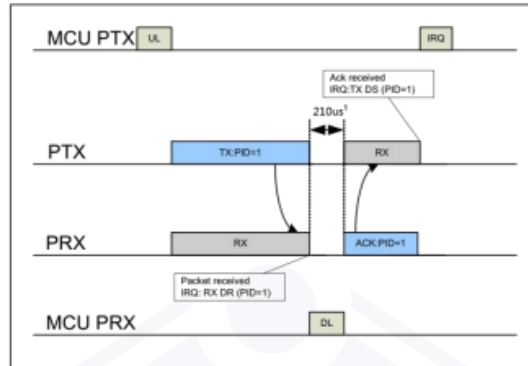 MCU PTX
UL
IRQ
Ack received
IRQ:TX DS (PID=1)
210us1
PTX
TX:PID=1
RX
PRX
RX
ACK:PID=1
Packet received
IRQ: RX DR (PID=1)
MCU PRX
DL